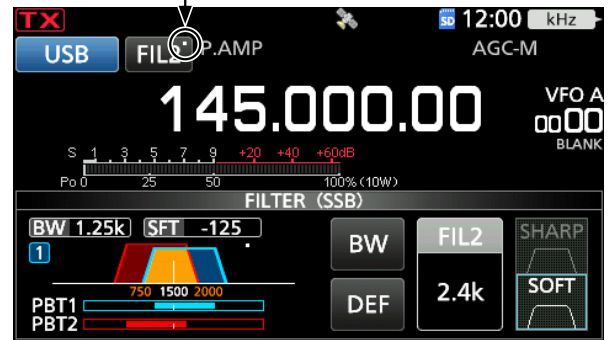 TX SD 12:00 kHz
USB FIL2 P.AMP AGC-M
145.000.00 VFO A
00 00
BLANK
S 1 . 3 . 5 . 7 . 9 +20 +40 +60dB
Po 0 25 50 100% (10W)
FILTER (SSB)
BW 1.25k SFT -125
1
750 1500 2000
PBT1
PBT2
BW
DEF
FIL2
2.4k
SHARP
SOFT